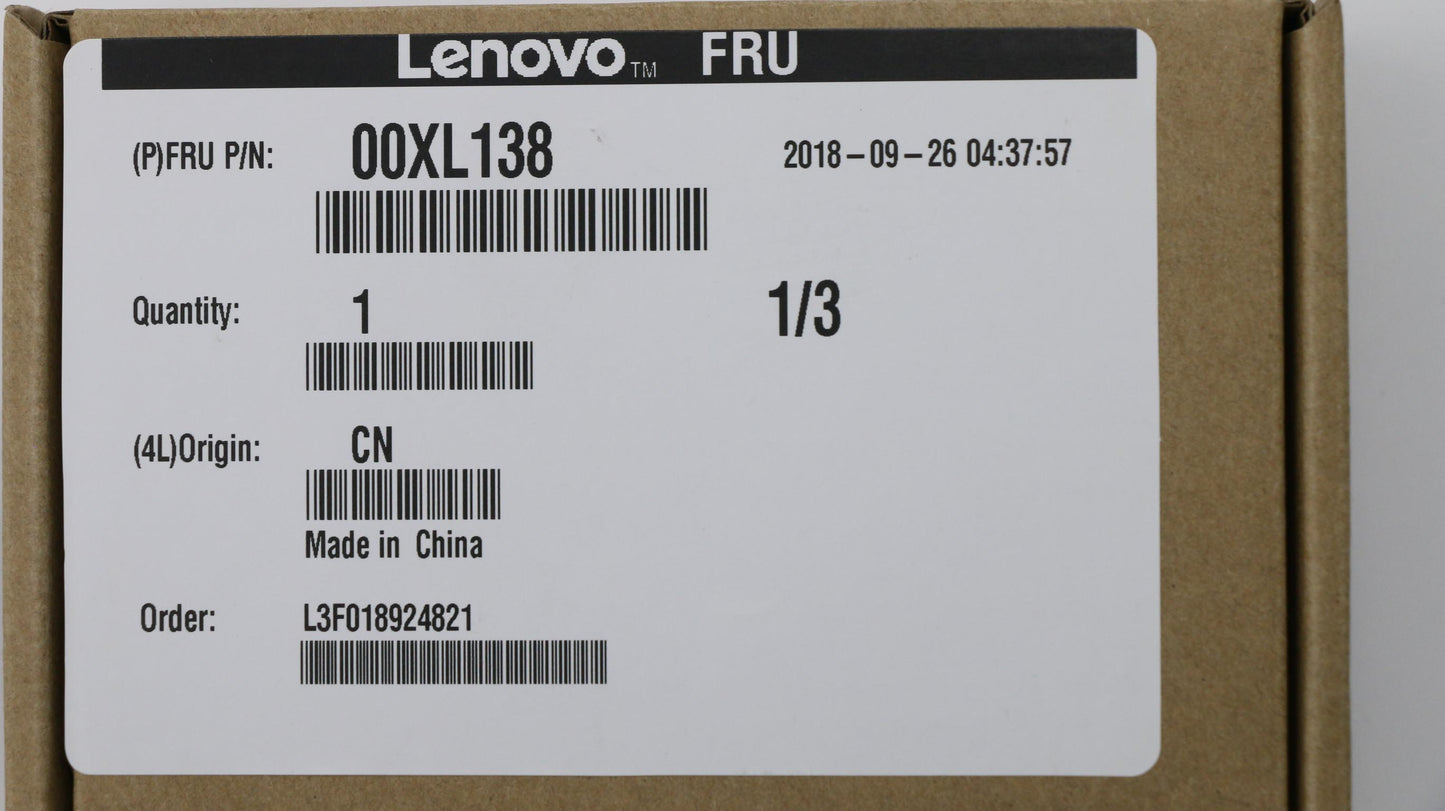 Lenovo™ FRU
(P)FRU P/N: 00XL138 2018-09-26 04:37:57
Quantity: 1 1/3
(4L)Origin: CN
Made in China
Order: L3F018924821